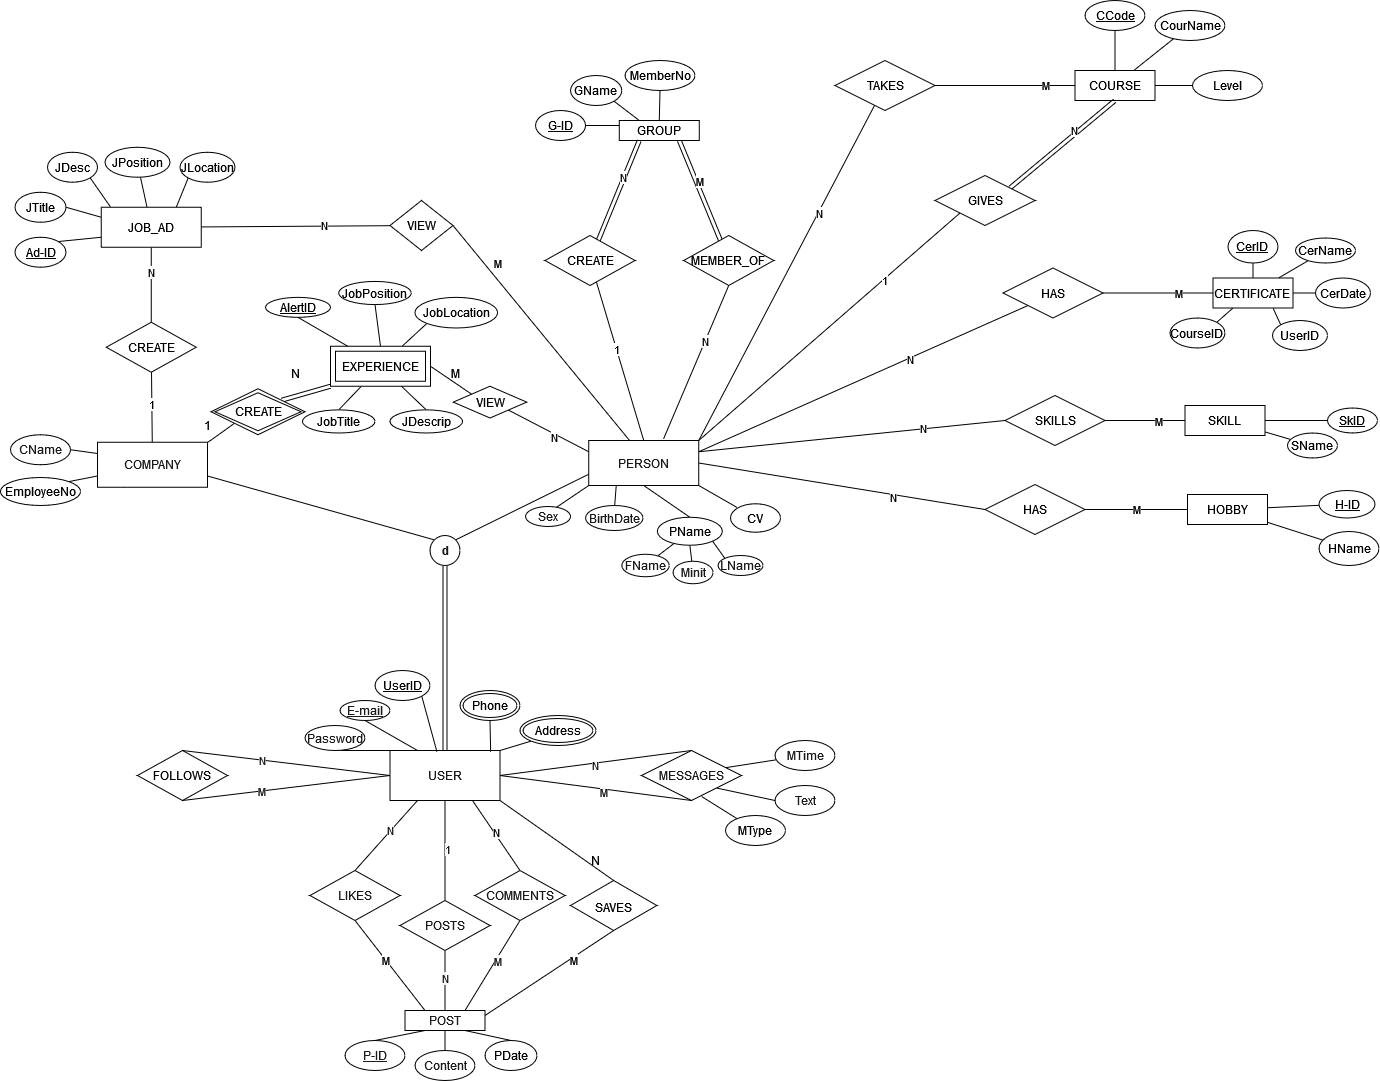 CCode
CourName
COURSE
Level
TAKES
M
N
MemberNo
GName
G-ID
GROUP
N
M
CREATE
MEMBER_OF
1
N
N
GIVES
1
JDesc
JPosition
JLocation
JTitle
Ad-ID
JOB_AD
N
VIEW
M
N
CREATE
1
CerID
CerName
CERTIFICATE
CerDate
CourseID
UserID
HAS
M
N
AlertID
JobPosition
JobLocation
EXPERIENCE
JobTitle
JDescrip
N
CREATE
1
M
VIEW
N
CName
EmployeeNo
COMPANY
PERSON
Sex
BirthDate
PName
CV
FName
Minit
LName
N
SKILLS
M
SKILL
SkID
SName
N
HAS
M
HOBBY
H-ID
HName
d
UserID
E-mail
Password
Phone
Address
USER
FOLLOWS
N
M
N
M
MESSAGES
MTime
Text
MType
N
1
N
N
LIKES
POSTS
COMMENTS
SAVES
M
N
M
M
POST
P-ID
Content
PDate